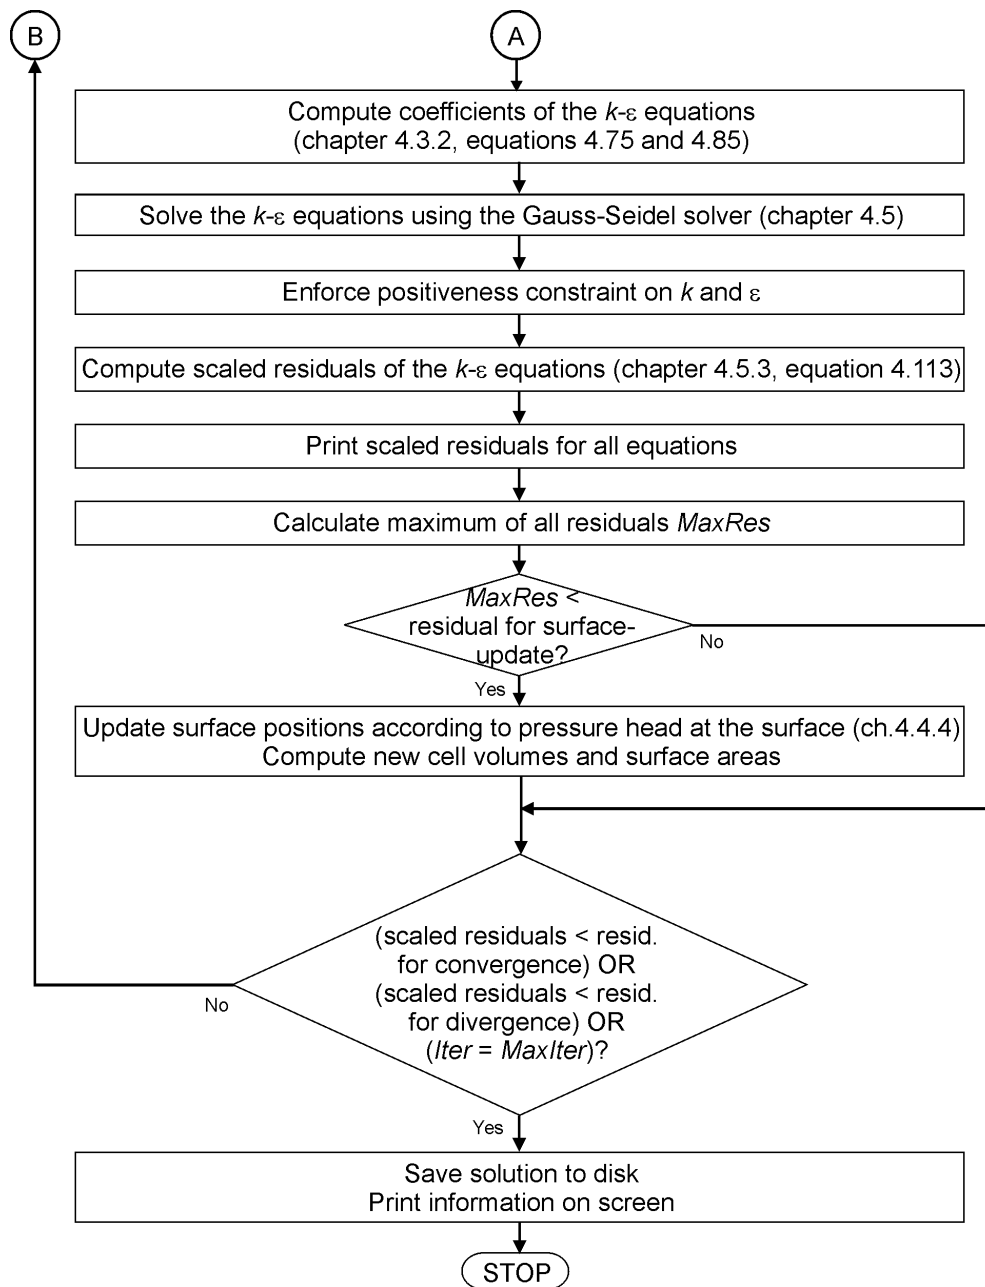 B
A
Compute coefficients of the k-ε equations
(chapter 4.3.2, equations 4.75 and 4.85)
Solve the k-ε equations using the Gauss-Seidel solver (chapter 4.5)
Enforce positiveness constraint on k and ε
Compute scaled residuals of the k-ε equations (chapter 4.5.3, equation 4.113)
Print scaled residuals for all equations
Calculate maximum of all residuals MaxRes
MaxRes <
residual for surface-
update?
No
Yes
Update surface positions according to pressure head at the surface (ch.4.4.4)
Compute new cell volumes and surface areas
(scaled residuals < resid.
for convergence) OR
(scaled residuals < resid.
for divergence) OR
(Iter = MaxIter)?
No
Yes
Save solution to disk
Print information on screen
STOP